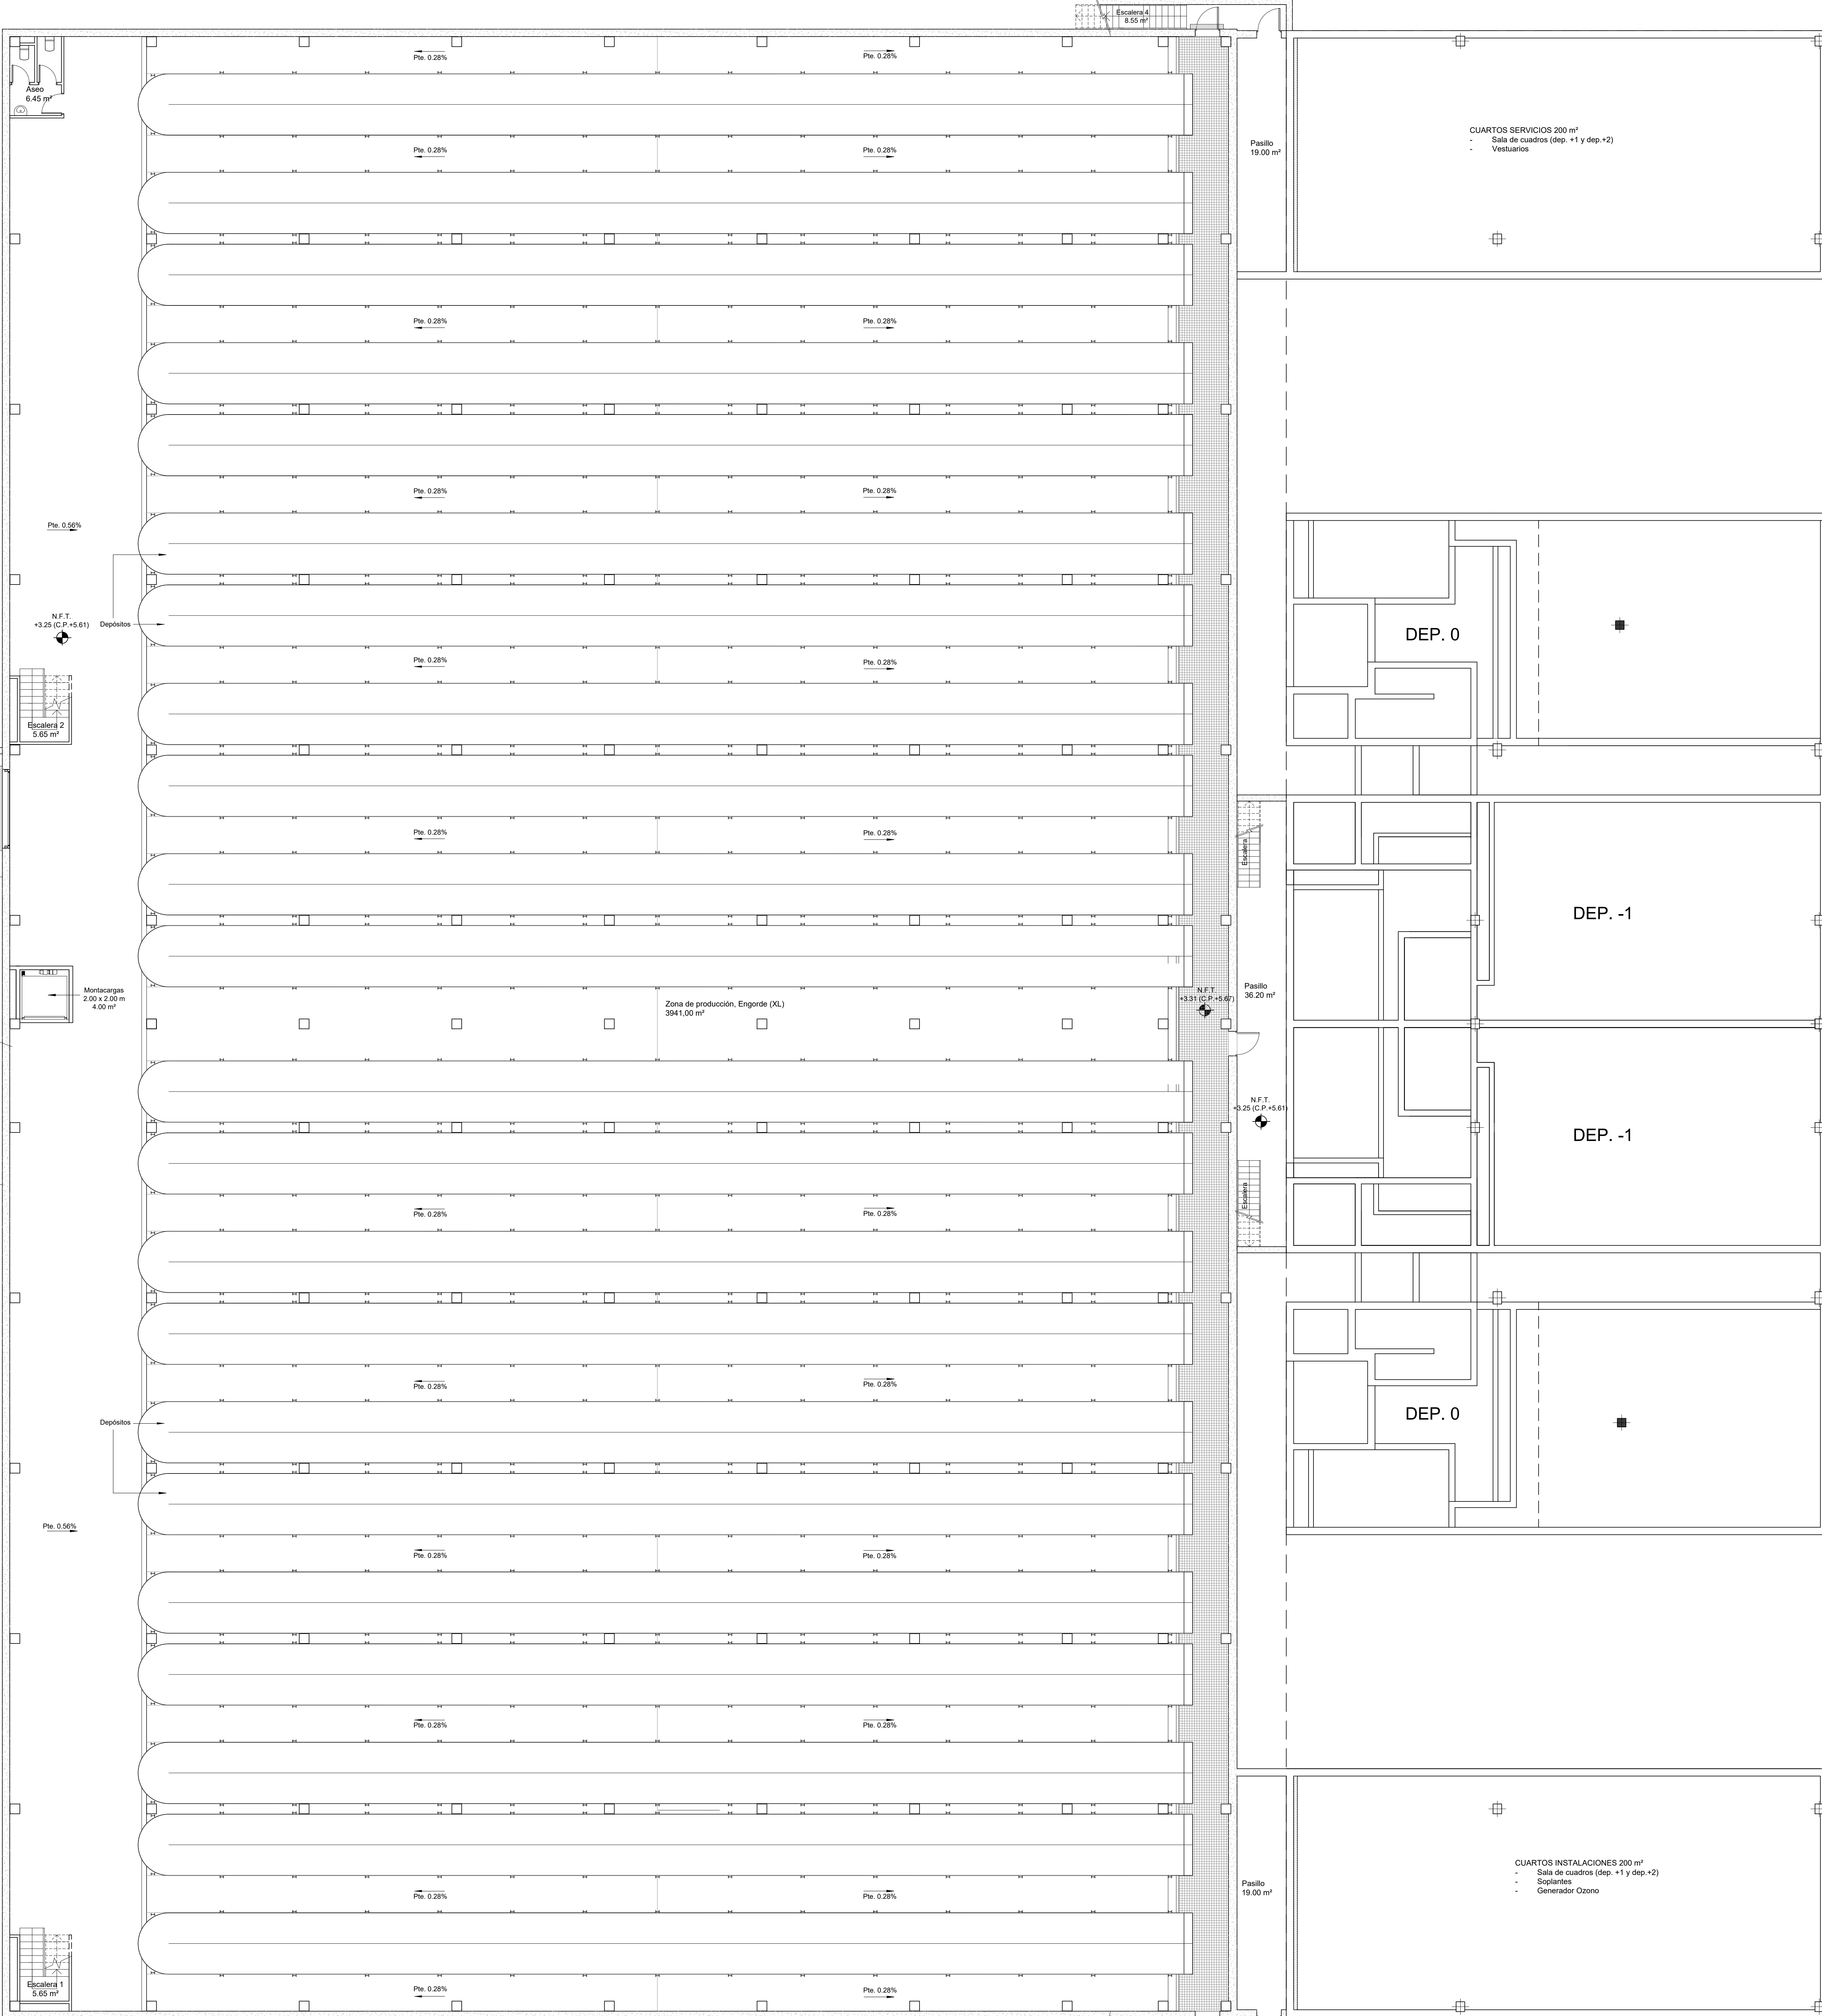 Escalera 4
8.55 m²
Pte. 0.28%
Pte. 0.28%
Aseo
6.45 m²
CUARTOS SERVICIOS 200 m²
- Sala de cuadros (dep. +1 y dep.+2)
- Vestuarios
Pasillo
19.00 m²
Pte. 0.28%
Pte. 0.28%
Pte. 0.28%
Pte. 0.28%
Pte. 0.28%
Pte. 0.28%
Pte. 0.56%
N.F.T.
+3.25 (C.P.+5.61)
Depósitos
DEP. 0
Pte. 0.28%
Pte. 0.28%
Escalera 2
5.65 m²
Pte. 0.28%
Pte. 0.28%
Escalera
DEP. -1
Montacargas
2.00 x 2.00 m
4.00 m²
Zona de producción, Engorde (XL)
3941,00 m²
N.F.T.
+3.31 (C.P.+5.67)
Pasillo
36.20 m²
N.F.T.
+3.25 (C.P.+5.61)
DEP. -1
Escalera
Pte. 0.28%
Pte. 0.28%
Pte. 0.28%
Pte. 0.28%
Depósitos
DEP. 0
Pte. 0.56%
Pte. 0.28%
Pte. 0.28%
Pte. 0.28%
Pte. 0.28%
CUARTOS INSTALACIONES 200 m²
- Sala de cuadros (dep. +1 y dep.+2)
- Soplantes
- Generador Ozono
Pasillo
19.00 m²
Pte. 0.28%
Pte. 0.28%
Escalera 1
5.65 m²
Pte. 0.28%
Pte. 0.28%